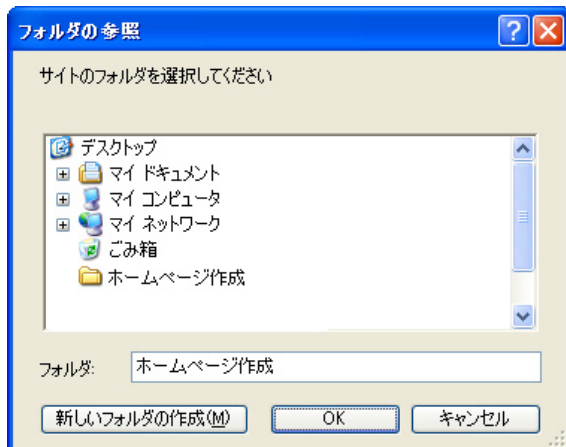 フォルダの参照
サイトのフォルダを選択してください
デスクトップ
マイ ドキュメント
マイ コンピュータ
マイ ネットワーク
ごみ箱
ホームページ作成
フォルダ: ホームページ作成
新しいフォルダの作成(M) OK キャンセル